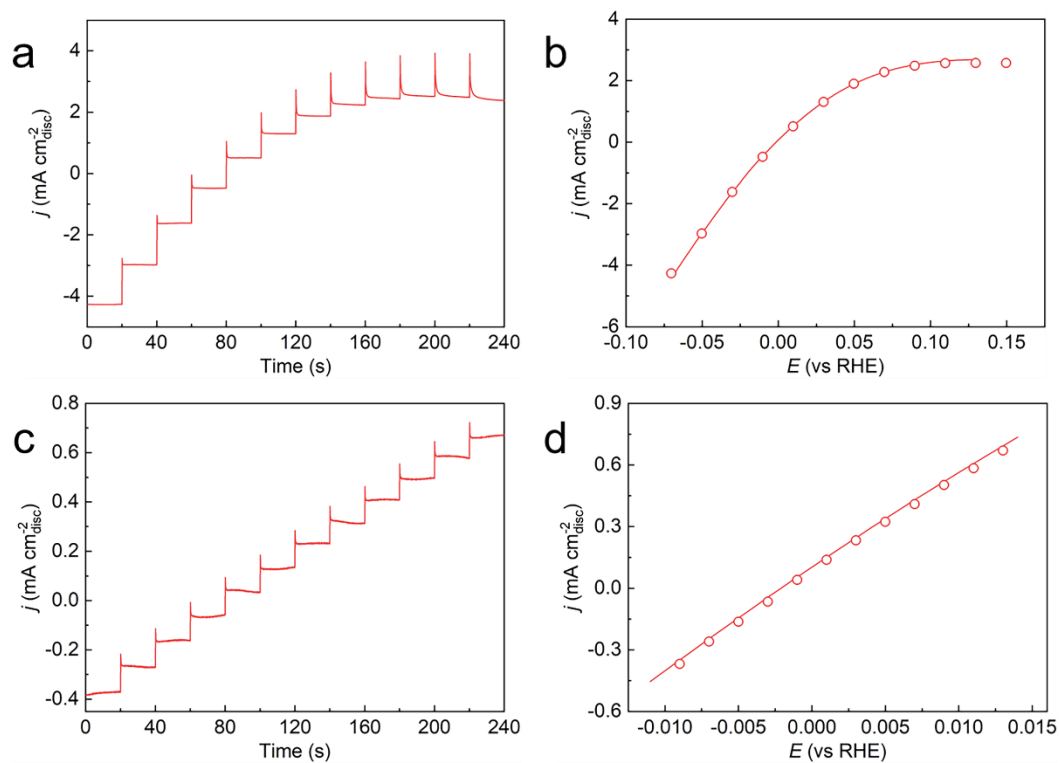 a
j (mA cm⁻²disc)
4
2
0
-2
-4
0 40 80 120 160 200 240
Time (s)
b
j (mA cm⁻²disc)
4
2
0
-2
-4
-6
-0.10 -0.05 0.00 0.05 0.10 0.15
E (vs RHE)
c
j (mA cm⁻²disc)
0.8
0.6
0.4
0.2
0.0
-0.2
-0.4
0 40 80 120 160 200 240
Time (s)
d
j (mA cm⁻²disc)
0.9
0.6
0.3
0.0
-0.3
-0.6
-0.010 -0.005 0.000 0.005 0.010 0.015
E (vs RHE)